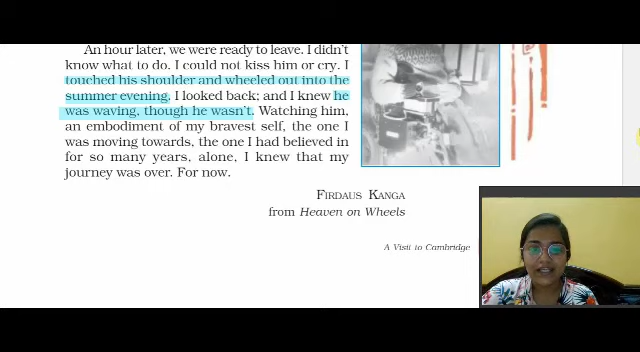 An hour later, we were ready to leave. I didn't
know what to do. I could not kiss him or cry. I
touched his shoulder and wheeled out into the
summer evening. I looked back; and I knew he
was waving, though he wasn't. Watching him,
an embodiment of my bravest self, the one I
was moving towards, the one I had believed in
for so many years, alone, I knew that my
journey was over. For now.
FIRDAUS KANGA
from Heaven on Wheels
A Visit to Cambridge